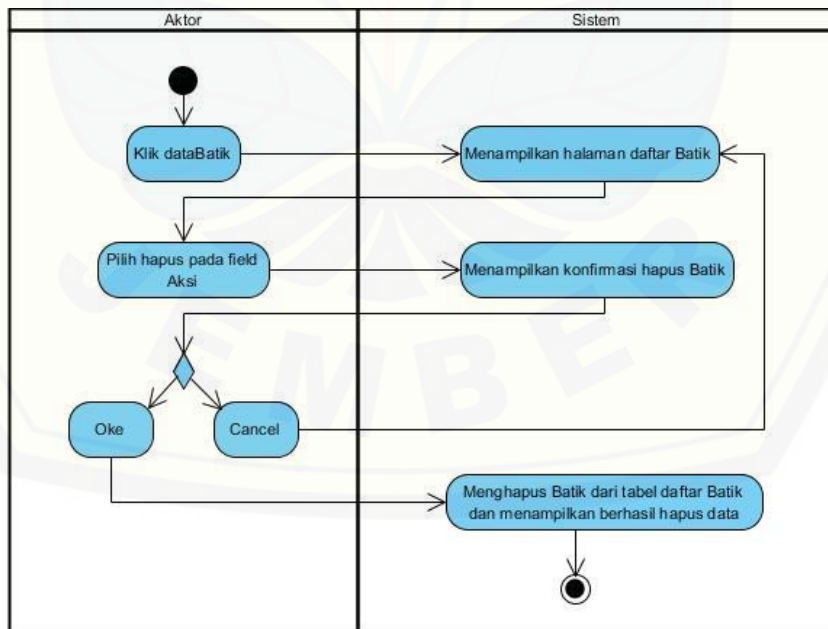 Aktor
Sistem
Klik dataBatik
Menampilkan halaman daftar Batik
Pilih hapus pada field
Aksi
Menampilkan konfirmasi hapus Batik
Oke
Cancel
Menghapus Batik dari tabel daftar Batik
dan menampilkan berhasil hapus data
JEMBER